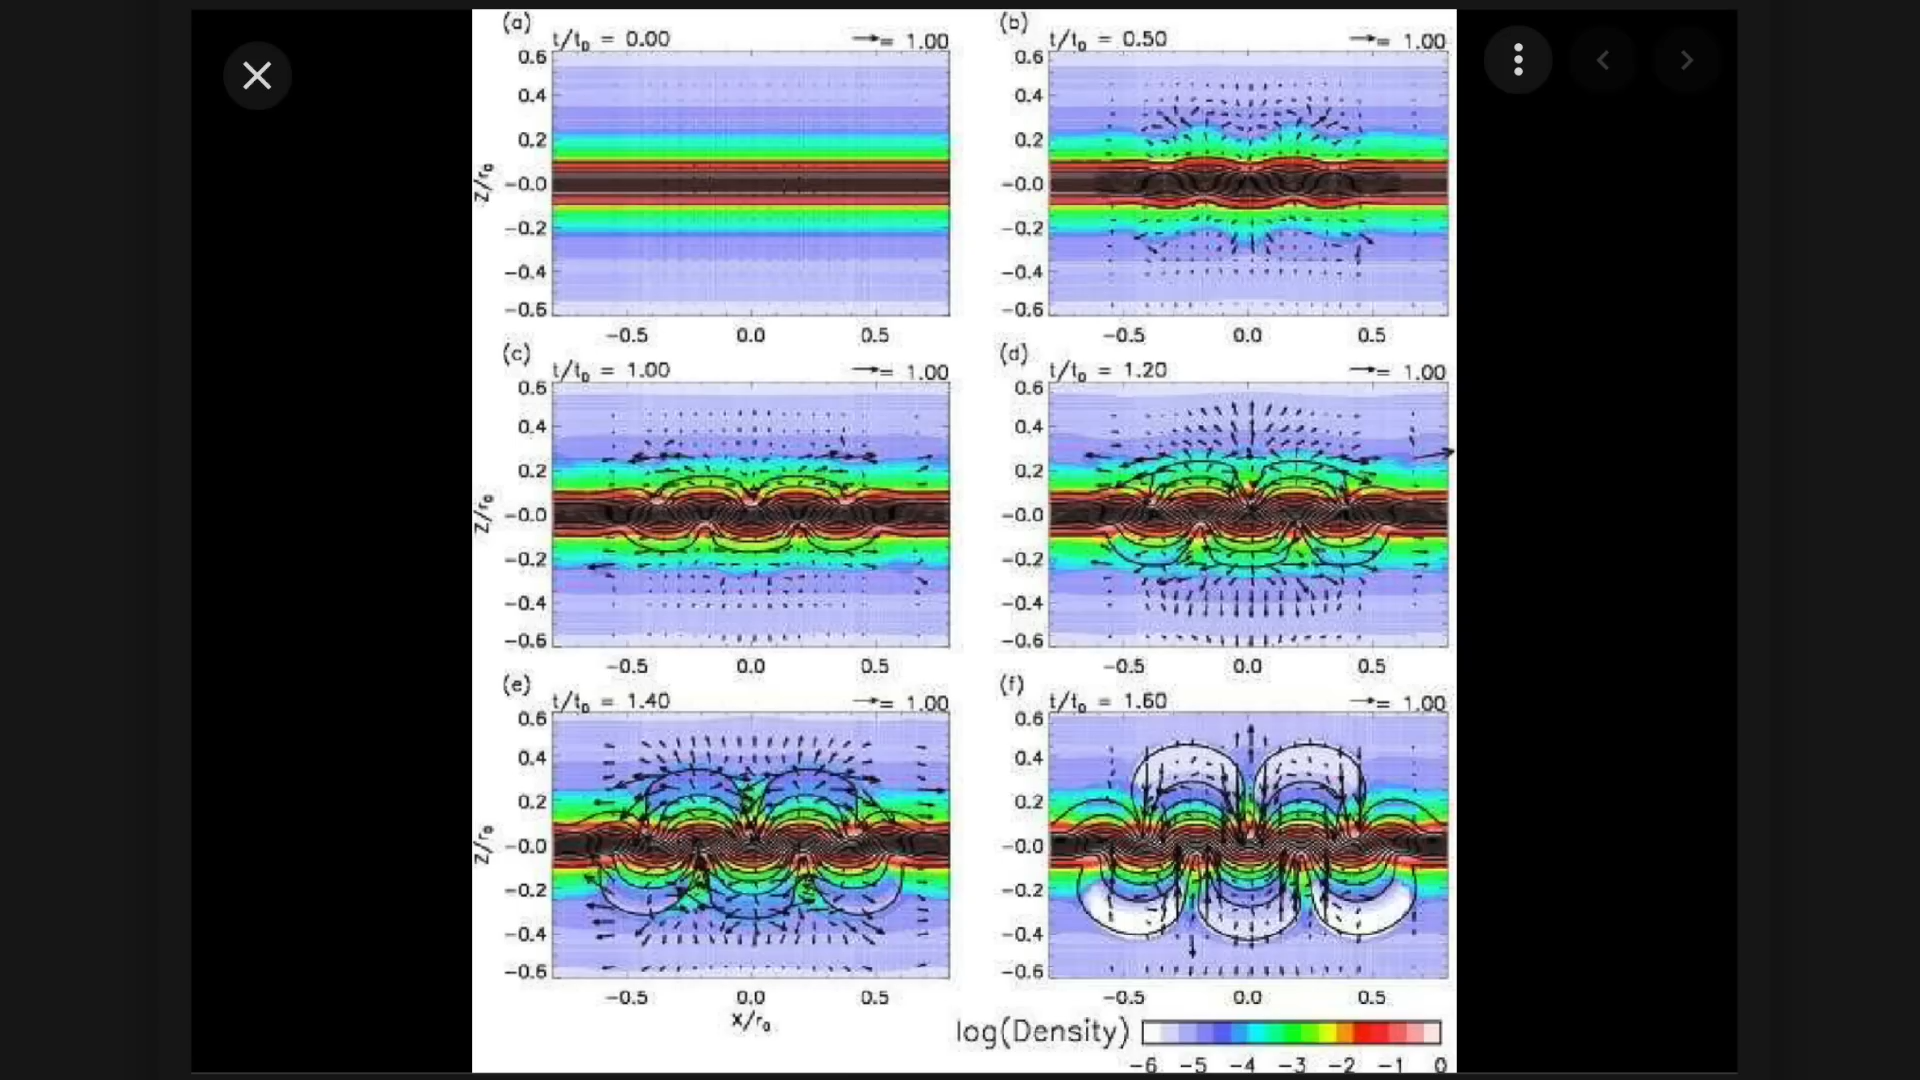 (a)
t/t₀ = 0.00 = 1.00
(b)
t/t₀ = 0.50 = 1.00
0.6
0.4
0.2
−0.0
−0.2
−0.4
−0.6
z/r₀
−0.5 0.0 0.5
0.6
0.4
0.2
−0.0
−0.2
−0.4
−0.6
−0.5 0.0 0.5
(c)
t/t₀ = 1.00 = 1.00
(d)
t/t₀ = 1.20 = 1.00
0.6
0.4
0.2
−0.0
−0.2
−0.4
−0.6
z/r₀
−0.5 0.0 0.5
0.6
0.4
0.2
−0.0
−0.2
−0.4
−0.6
−0.5 0.0 0.5
(e)
t/t₀ = 1.40 = 1.00
(f)
t/t₀ = 1.60 = 1.00
0.6
0.4
0.2
−0.0
−0.2
−0.4
−0.6
z/r₀
−0.5 0.0 0.5
x/r₀
0.6
0.4
0.2
−0.0
−0.2
−0.4
−0.6
−0.5 0.0 0.5
log(Density)
−6 −5 −4 −3 −2 −1 0